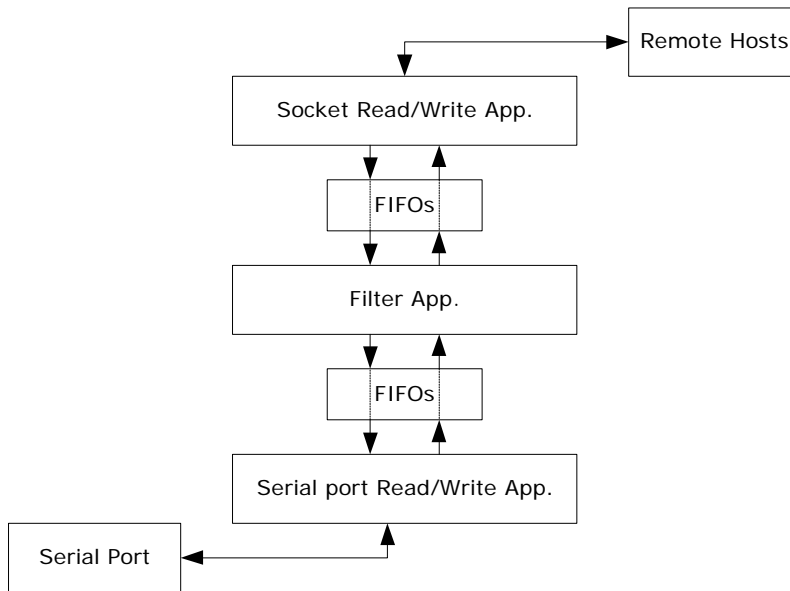 Remote Hosts
Socket Read/Write App.
FIFOs
Filter App.
FIFOs
Serial port Read/Write App.
Serial Port